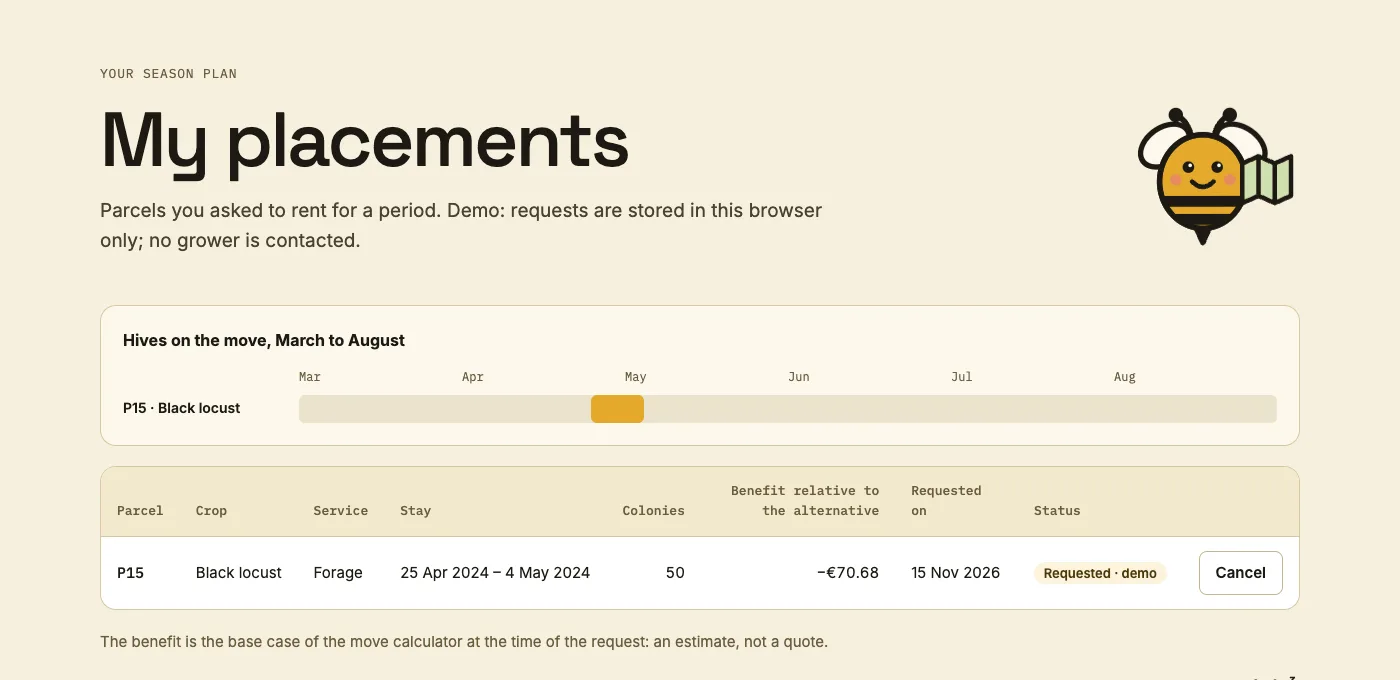 YOUR SEASON PLAN
My placements
Parcels you asked to rent for a period. Demo: requests are stored in this browser
only; no grower is contacted.
Hives on the move, March to August
Mar Apr May Jun Jul Aug
P15 · Black locust
Parcel Crop Service Stay Colonies Benefit relative to the alternative Requested on Status
P15 Black locust Forage 25 Apr 2024 – 4 May 2024 50 −€70.68 15 Nov 2026 Requested · demo Cancel
The benefit is the base case of the move calculator at the time of the request: an estimate, not a quote.